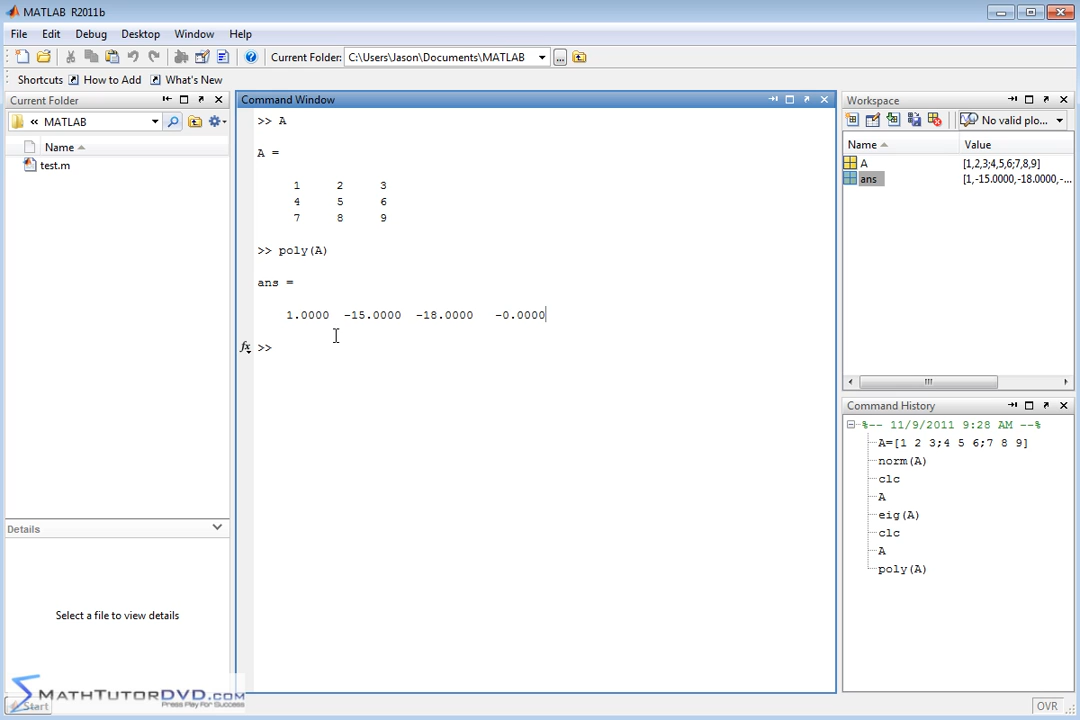 MATLAB R2011b
File Edit Debug Desktop Window Help
Current Folder: C:\Users\Jason\Documents\MATLAB ...
Shortcuts How to Add What's New
Current Folder
« MATLAB
Name
test.m
Details
Select a file to view details
Command Window
>> A
A =
1 2 3
4 5 6
7 8 9
>> poly(A)
ans =
1.0000 -15.0000 -18.0000 -0.0000
fx >>
Workspace
No valid plo...
Name Value
A [1,2,3;4,5,6;7,8,9]
ans [1,-15.0000,-18.0000,-...
Command History
%-- 11/9/2011 9:28 AM --%
A=[1 2 3;4 5 6;7 8 9]
norm(A)
clc
A
eig(A)
clc
A
poly(A)
MATHTUTORDVD.COM
Press Play For Success
Start
OVR